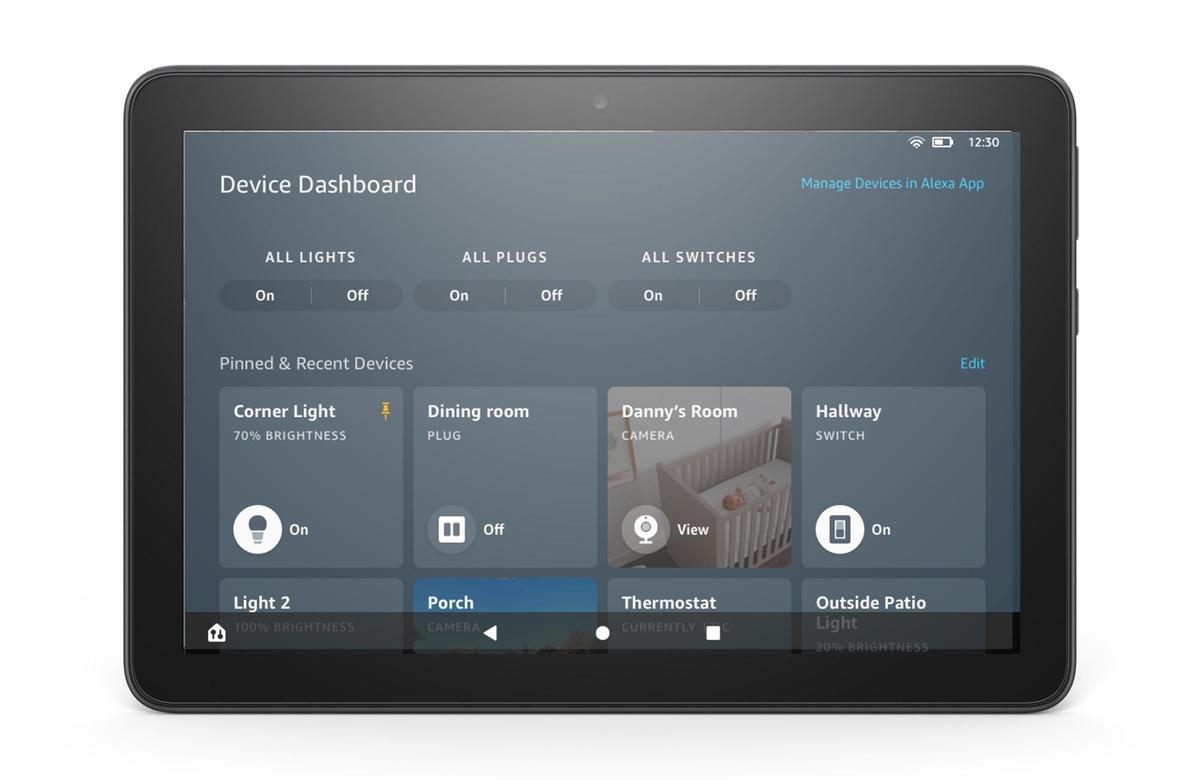 12:30
Device Dashboard
Manage Devices in Alexa App
ALL LIGHTS
ALL PLUGS
ALL SWITCHES
On
Off
On
Off
On
Off
Pinned & Recent Devices
Edit
Corner Light
70% BRIGHTNESS
On
Dining room
PLUG
Off
Danny’s Room
CAMERA
View
Hallway
SWITCH
On
Light 2
100% BRIGHTNESS
Porch
CAMERA
Thermostat
CURRENTLY
Outside Patio
Light
20% BRIGHTNESS